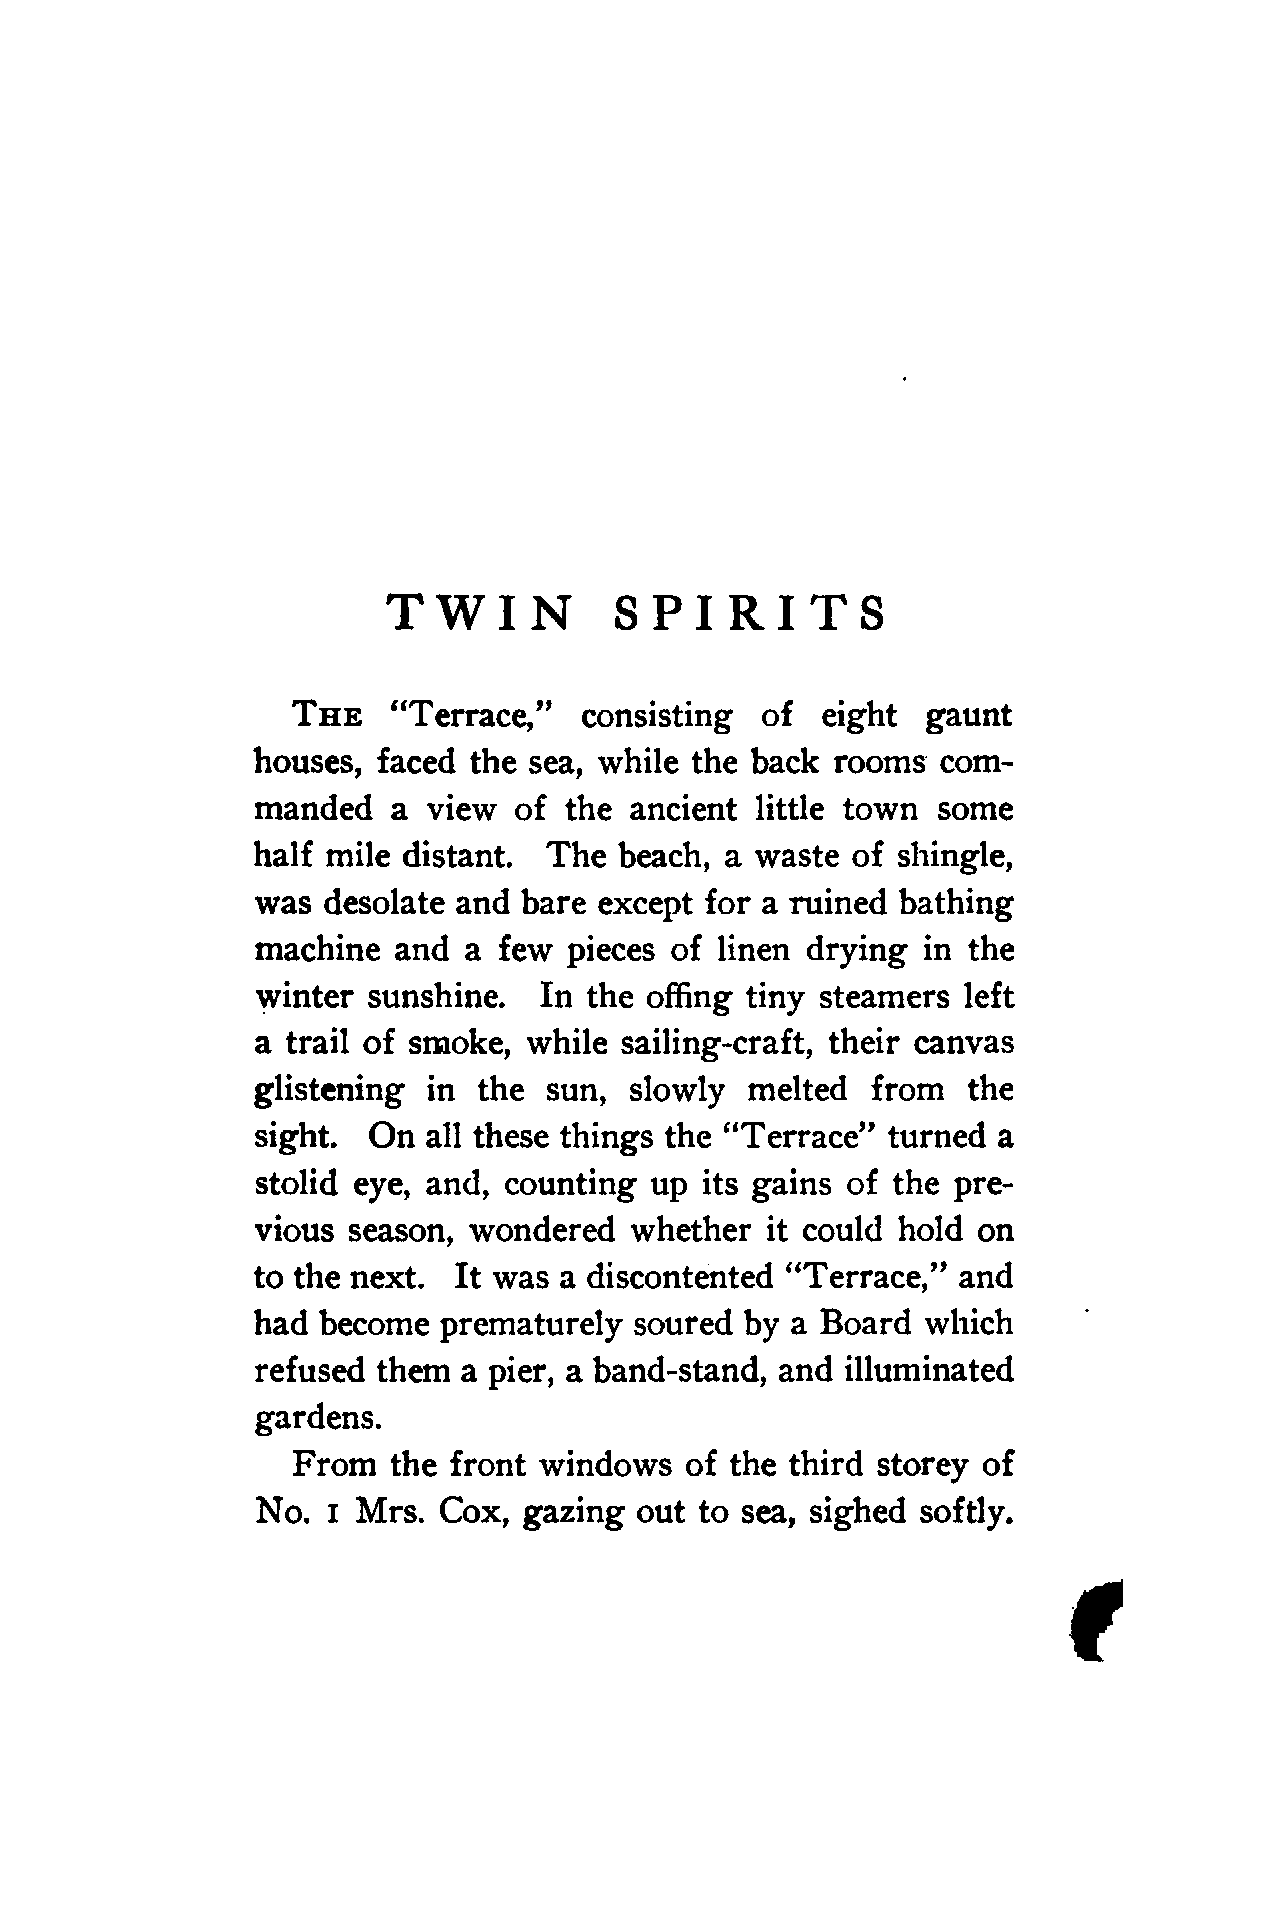 TWIN SPIRITS
THE "Terrace," consisting of eight gaunt
houses, faced the sea, while the back rooms com-
manded a view of the ancient little town some
half mile distant. The beach, a waste of shingle,
was desolate and bare except for a ruined bathing
machine and a few pieces of linen drying in the
winter sunshine. In the offing tiny steamers left
a trail of smoke, while sailing-craft, their canvas
glistening in the sun, slowly melted from the
sight. On all these things the "Terrace" turned a
stolid eye, and, counting up its gains of the pre-
vious season, wondered whether it could hold on
to the next. It was a discontented "Terrace," and
had become prematurely soured by a Board which
refused them a pier, a band-stand, and illuminated
gardens.
From the front windows of the third storey of
No. 1 Mrs. Cox, gazing out to sea, sighed softly.